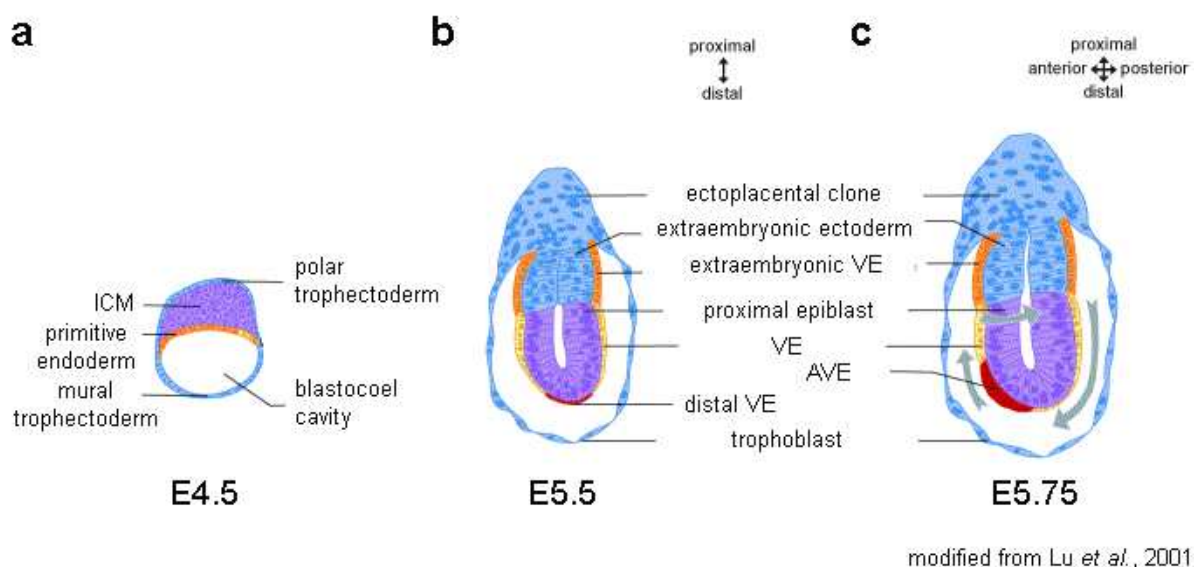 a
b
c
proximal
distal
proximal
anterior posterior
distal
polar
trophectoderm
ICM
primitive
endoderm
mural
trophectoderm
blastocoel
cavity
ectoplacental clone
extraembryonic ectoderm
extraembryonic VE
proximal epiblast
VE
AVE
distal VE
trophoblast
E4.5
E5.5
E5.75
modified from Lu et al., 2001